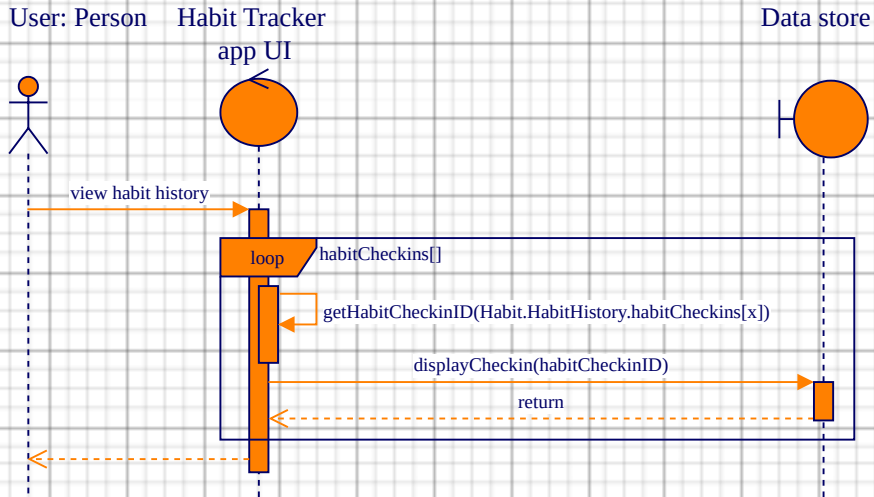 User: Person
Habit Tracker
app UI
Data store
view habit history
loop
habitCheckins[]
getHabitCheckinID(Habit.HabitHistory.habitCheckins[x])
displayCheckin(habitCheckinID)
return